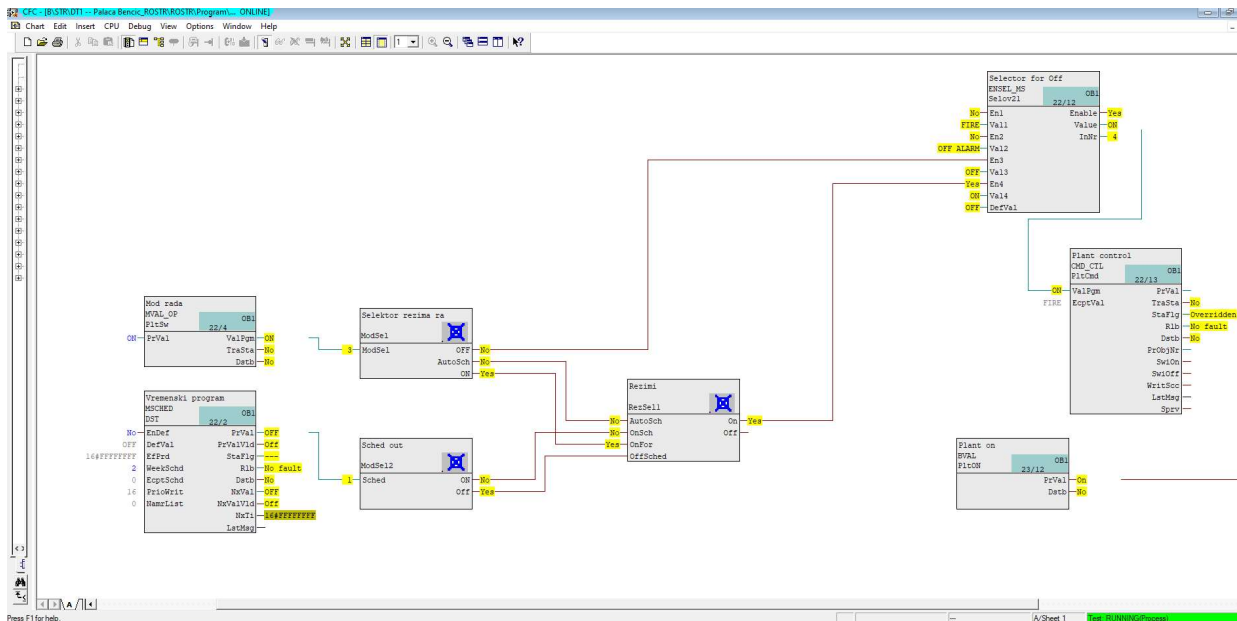 CFC - [B\STR\DT1 -- Palaca Bencic_ROSTR\ROSTR\Program\... ONLINE]
Chart Edit Insert CPU Debug View Options Window Help
1
Selector for Off
ENSEL_MS OB1
Selov21 22/12
No En1 Enable Yes
FIRE Val1 Value ON
No En2 InNr 4
OFF ALARM Val2
En3
OFF Val3
Yes En4
ON Val4
OFF DefVal
Plant control
CMD_CTL OB1
PltCmd 22/13
ON ValPgm PrVal
FIRE EcptVal TraSta No
StaFlg Overridden
Rlb No fault
Dstb No
PrObjNr
SwiOn
SwiOff
WritScc
LstMsg
Sprv
Mod rada
MVAL_OP OB1
PltSw 22/4
ON PrVal ValPgm ON
TraSta No
Dstb No
Selektor rezima ra
ModSel
3 ModSel OFF No
AutoSch No
ON Yes
Vremenski program
MSCHED OB1
DST 22/2
No EnDef PrVal OFF
OFF DefVal PrValVld Off
16#FFFFFFFF EfPrd StaFlg ---
2 WeekSchd Rlb No fault
0 EcptSchd Dstb No
16 PrioWrit NxVal OFF
0 NamrList NxValVld Off
NxTi 16#FFFFFFFF
LstMsg
Sched out
ModSel2
1 Sched ON No
Off Yes
Rezimi
RezSel1
No AutoSch On Yes
No OnSch Off
Yes OnFor
OffSched
Plant on
BVAL OB1
PltON 23/12
PrVal On
Dstb No
A
Press F1 for help.
A/Sheet 1
Test: RUNNING(Process)